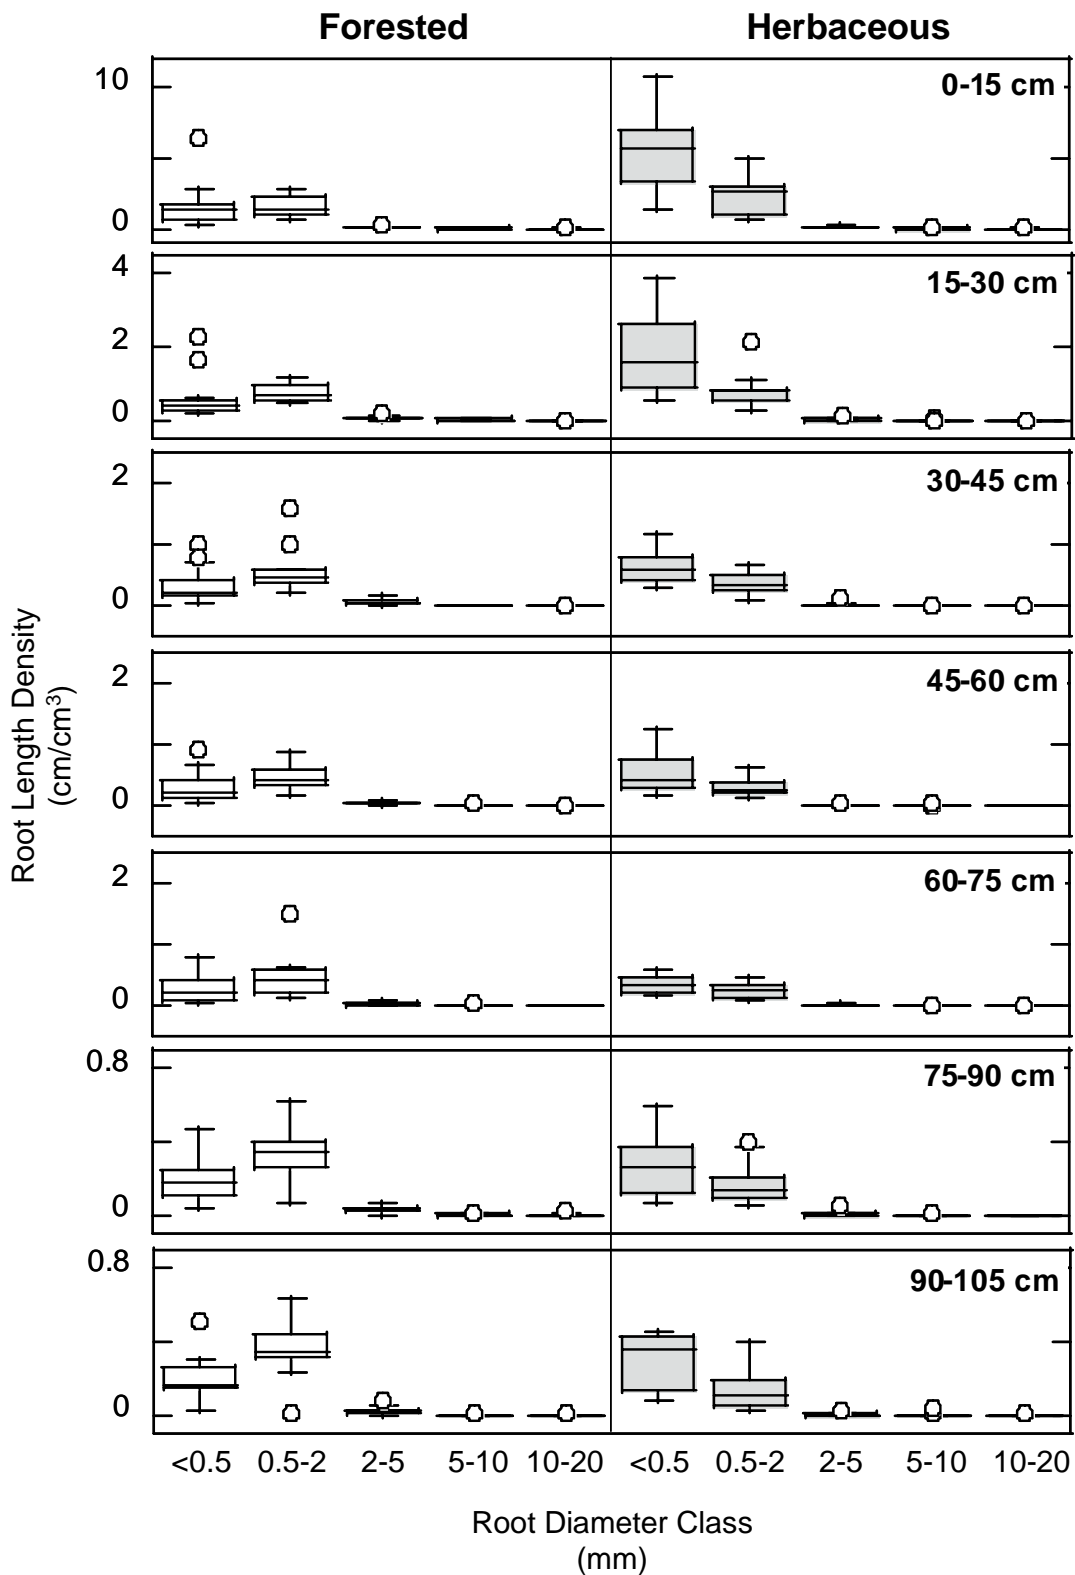 Forested Herbaceous
10 0-15 cm
0
4 15-30 cm
2
0
2 30-45 cm
0
2 45-60 cm
0
2 60-75 cm
0
0.8 75-90 cm
0
0.8 90-105 cm
0
Root Length Density
(cm/cm³)
<0.5 0.5-2 2-5 5-10 10-20 <0.5 0.5-2 2-5 5-10 10-20
Root Diameter Class
(mm)